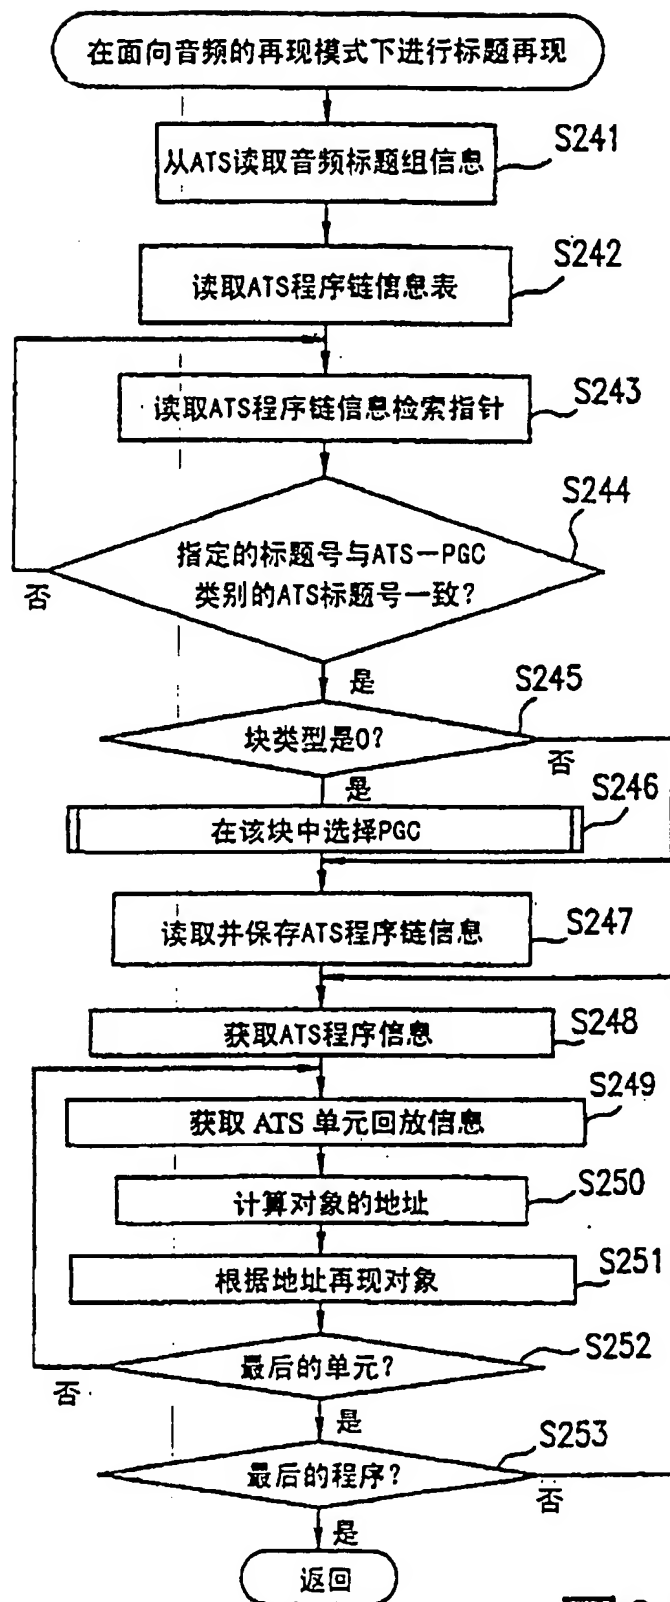 在面向音频的再现模式下进行标题再现
S241
从ATS读取音频标题组信息
S242
读取ATS程序链信息表
S243
读取ATS程序链信息检索指针
S244
指定的标题号与ATS－PGC
类别的ATS标题号一致?
否
是
S245
块类型是0?
否
是
S246
在该块中选择PGC
S247
读取并保存ATS程序链信息
S248
获取ATS程序信息
S249
获取 ATS 单元回放信息
S250
计算对象的地址
S251
根据地址再现对象
S252
最后的单元?
否
是
S253
最后的程序?
否
是
返回